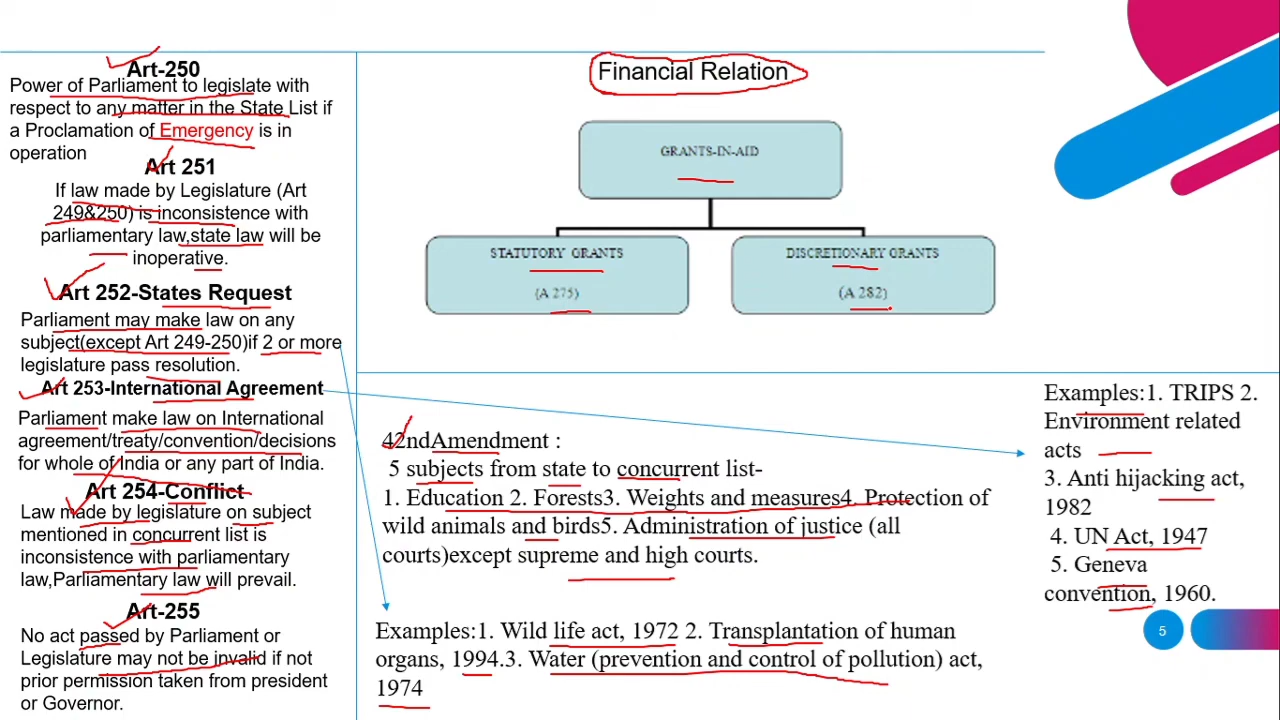 Art-250
Power of Parliament to legislate with
respect to any matter in the State List if
a Proclamation of Emergency is in
operation
Art 251
If law made by Legislature (Art
249&250) is inconsistence with
parliamentary law,state law will be
inoperative.
Art 252-States Request
Parliament may make law on any
subject(except Art 249-250)if 2 or more
legislature pass resolution.
Art 253-International Agreement
Parliament make law on International
agreement/treaty/convention/decisions
for whole of India or any part of India.
Art 254-Conflict
Law made by legislature on subject
mentioned in concurrent list is
inconsistence with parliamentary
law,Parliamentary law will prevail.
Art-255
No act passed by Parliament or
Legislature may not be invalid if not
prior permission taken from president
or Governor.
Financial Relation
GRANTS-IN-AID
STATUTORY GRANTS
(A 275)
DISCRETIONARY GRANTS
(A 282)
42ndAmendment :
5 subjects from state to concurrent list-
1. Education 2. Forests3. Weights and measures4. Protection of
wild animals and birds5. Administration of justice (all
courts)except supreme and high courts.
Examples:1. Wild life act, 1972 2. Transplantation of human
organs, 1994.3. Water (prevention and control of pollution) act,
1974
Examples:1. TRIPS 2.
Environment related
acts
3. Anti hijacking act,
1982
4. UN Act, 1947
5. Geneva
convention, 1960.
5